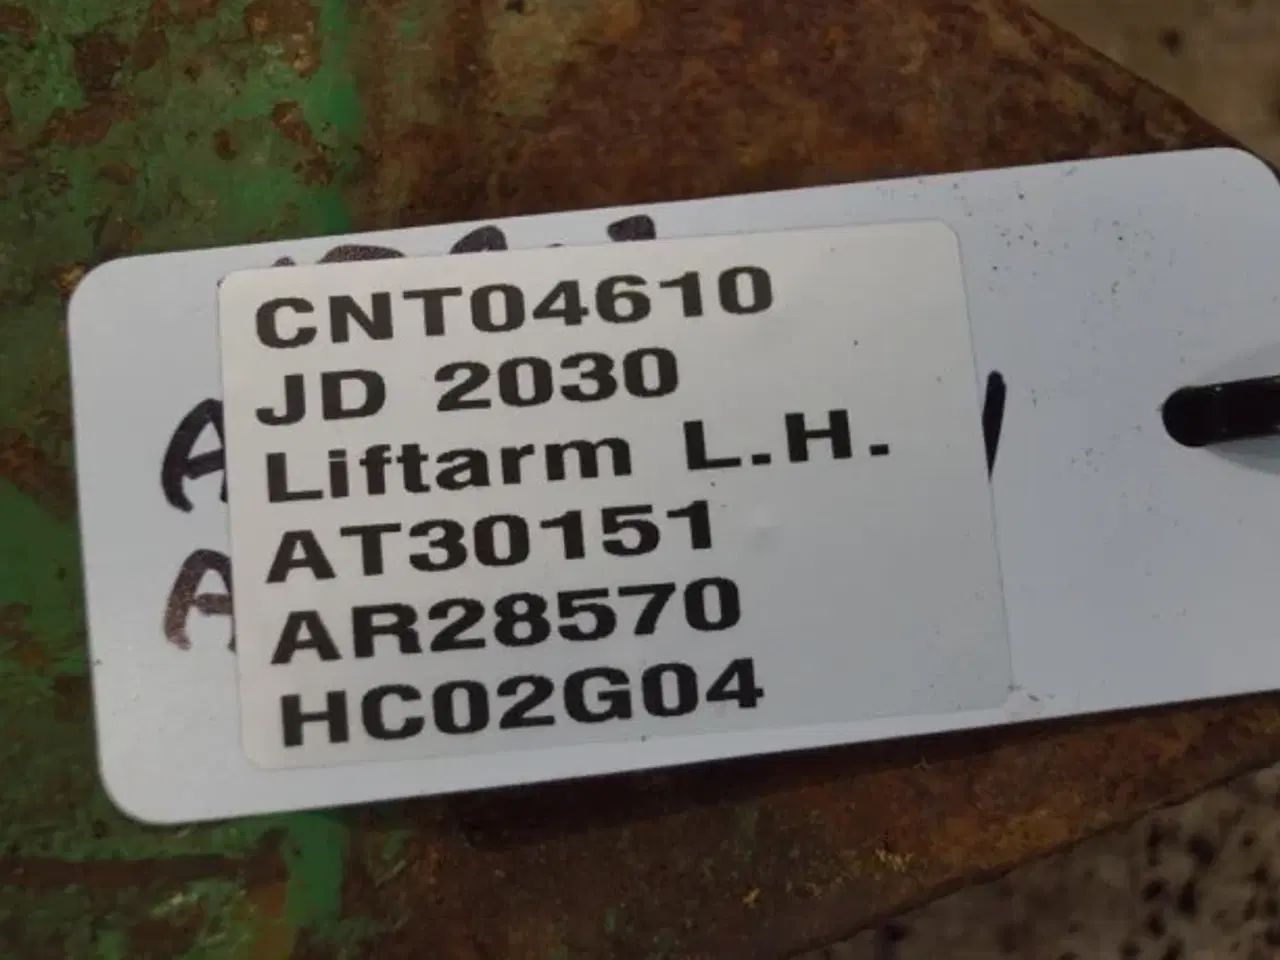 CNT04610
JD 2030
Liftarm L.H.
AT30151
AR28570
HC02G04